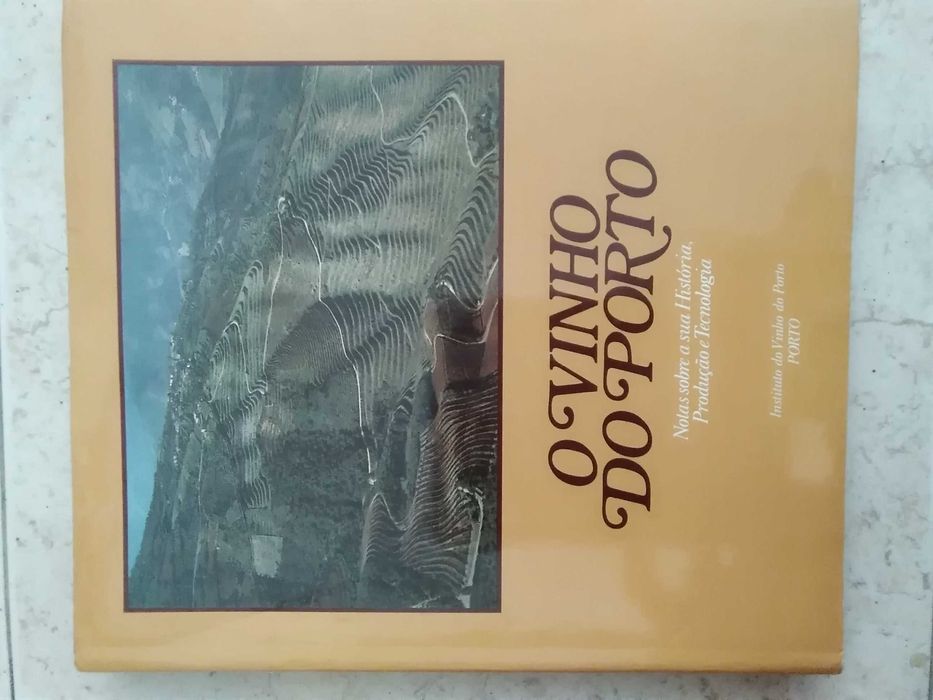 O VINHO
DO PORTO
Notas sobre a sua História,
Produção e Tecnologia
Instituto do Vinho do Porto
PORTO